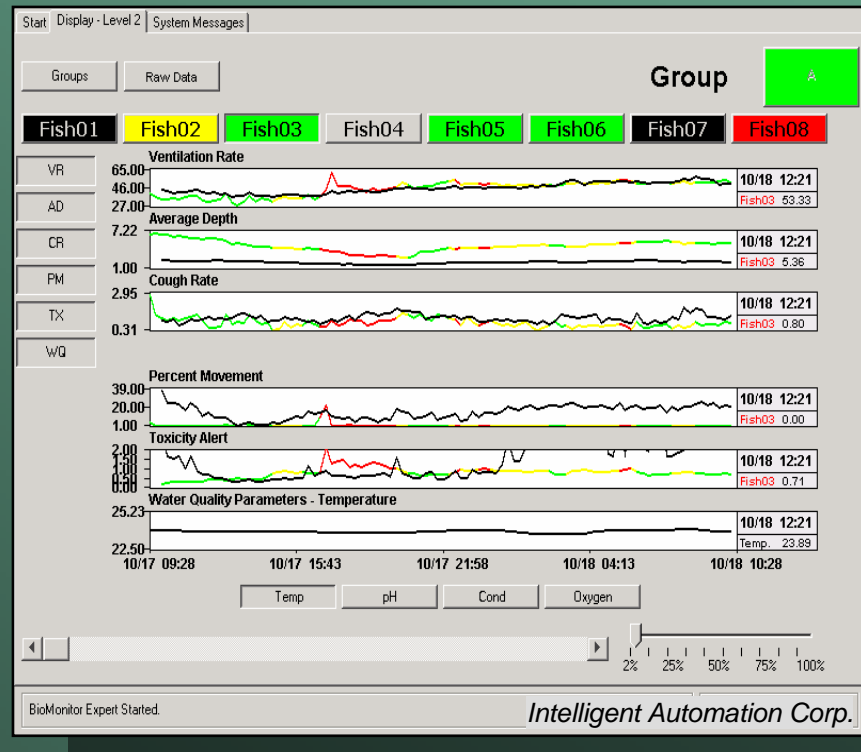 Start Display - Level 2 System Messages
Groups Raw Data Group A
Fish01 Fish02 Fish03 Fish04 Fish05 Fish06 Fish07 Fish08
VR
AD
CR
PM
TX
WQ
Ventilation Rate
65.00
46.00
27.00
10/18 12:21
Fish03 53.33
Average Depth
7.22
1.00
10/18 12:21
Fish03 5.36
Cough Rate
2.95
0.31
10/18 12:21
Fish03 0.80
Percent Movement
39.00
20.00
1.00
10/18 12:21
Fish03 0.00
Toxicity Alert
2.00
1.00
0.00
10/18 12:21
Fish03 0.71
Water Quality Parameters - Temperature
25.23
22.50
10/18 12:21
Temp. 23.89
10/17 09:28 10/17 15:43 10/17 21:58 10/18 04:13 10/18 10:28
Temp pH Cond Oxygen
2% 25% 50% 75% 100%
BioMonitor Expert Started.
Intelligent Automation Corp.